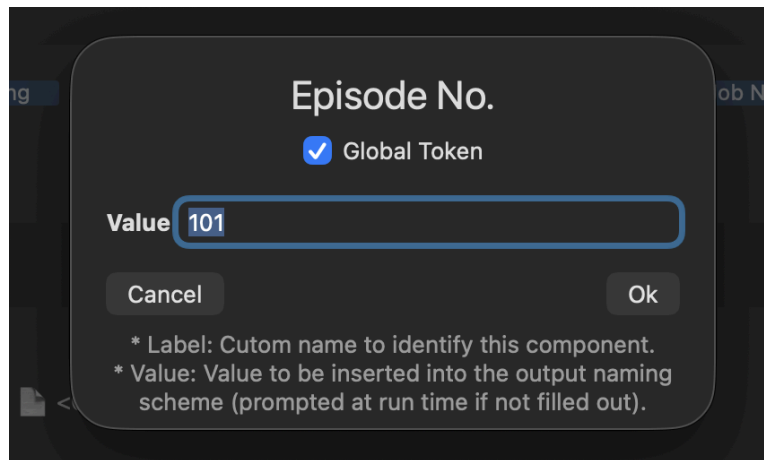 Episode No.
Global Token
Value 101
Cancel Ok
* Label: Cutom name to identify this component.
* Value: Value to be inserted into the output naming
scheme (prompted at run time if not filled out).